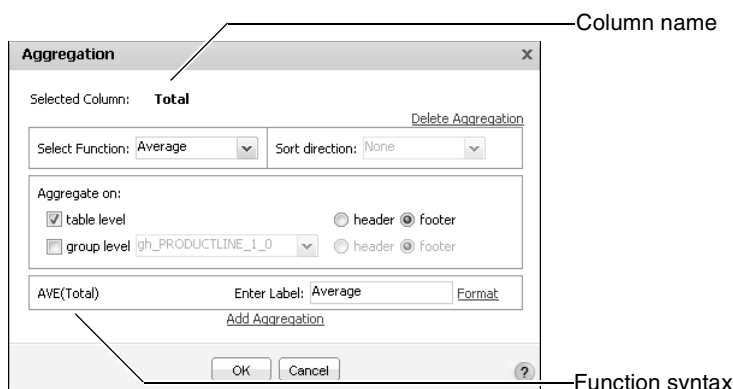 Column name
Aggregation x
Selected Column: Total
Delete Aggregation
Select Function: Average Sort direction: None
Aggregate on:
table level header footer
group level gh_PRODUCTLINE_1_0 header footer
AVE(Total) Enter Label: Average Format
Add Aggregation
OK Cancel ?
Function syntax